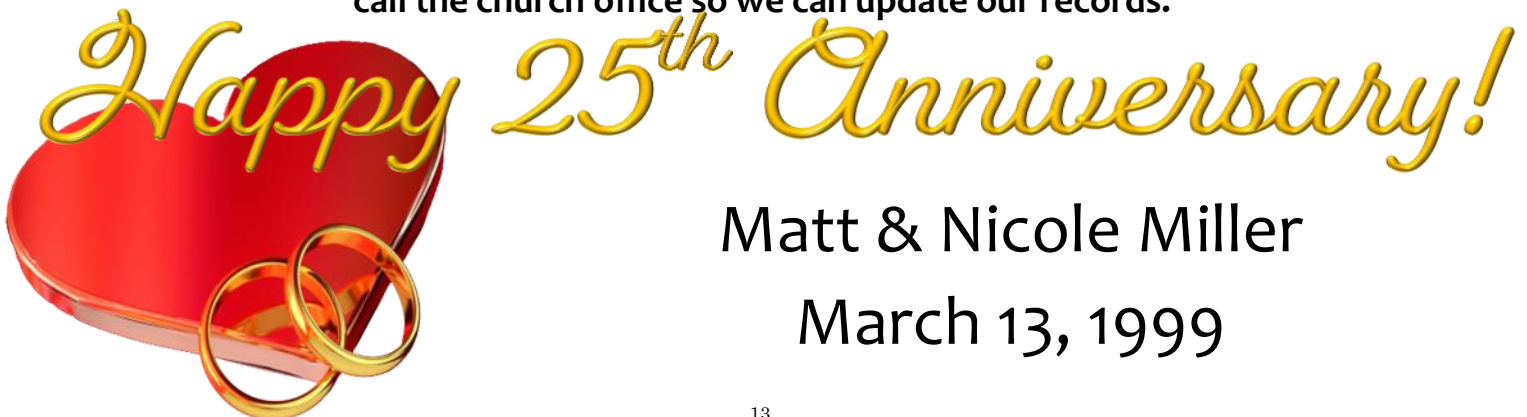 call the church office so we can update our records.
Happy 25th Anniversary!
Matt & Nicole Miller
March 13, 1999
13